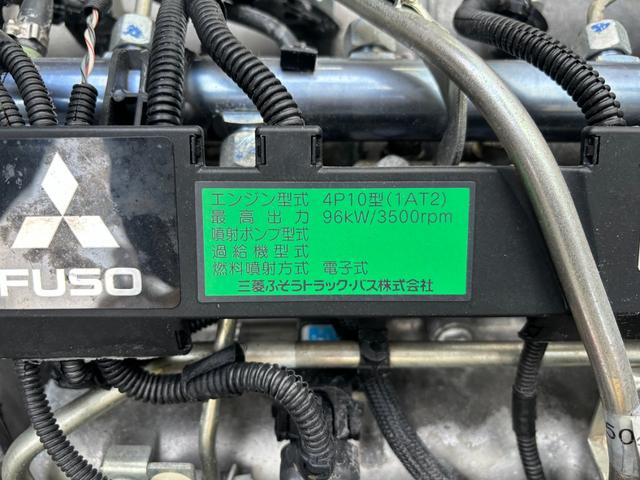 エンジン型式 4P10型(1AT2)
最高出力 96kW/3500rpm
噴射ポンプ型式
過給機型式
燃料噴射方式 電子式
三菱ふそうトラック・バス株式会社
FUSO
50